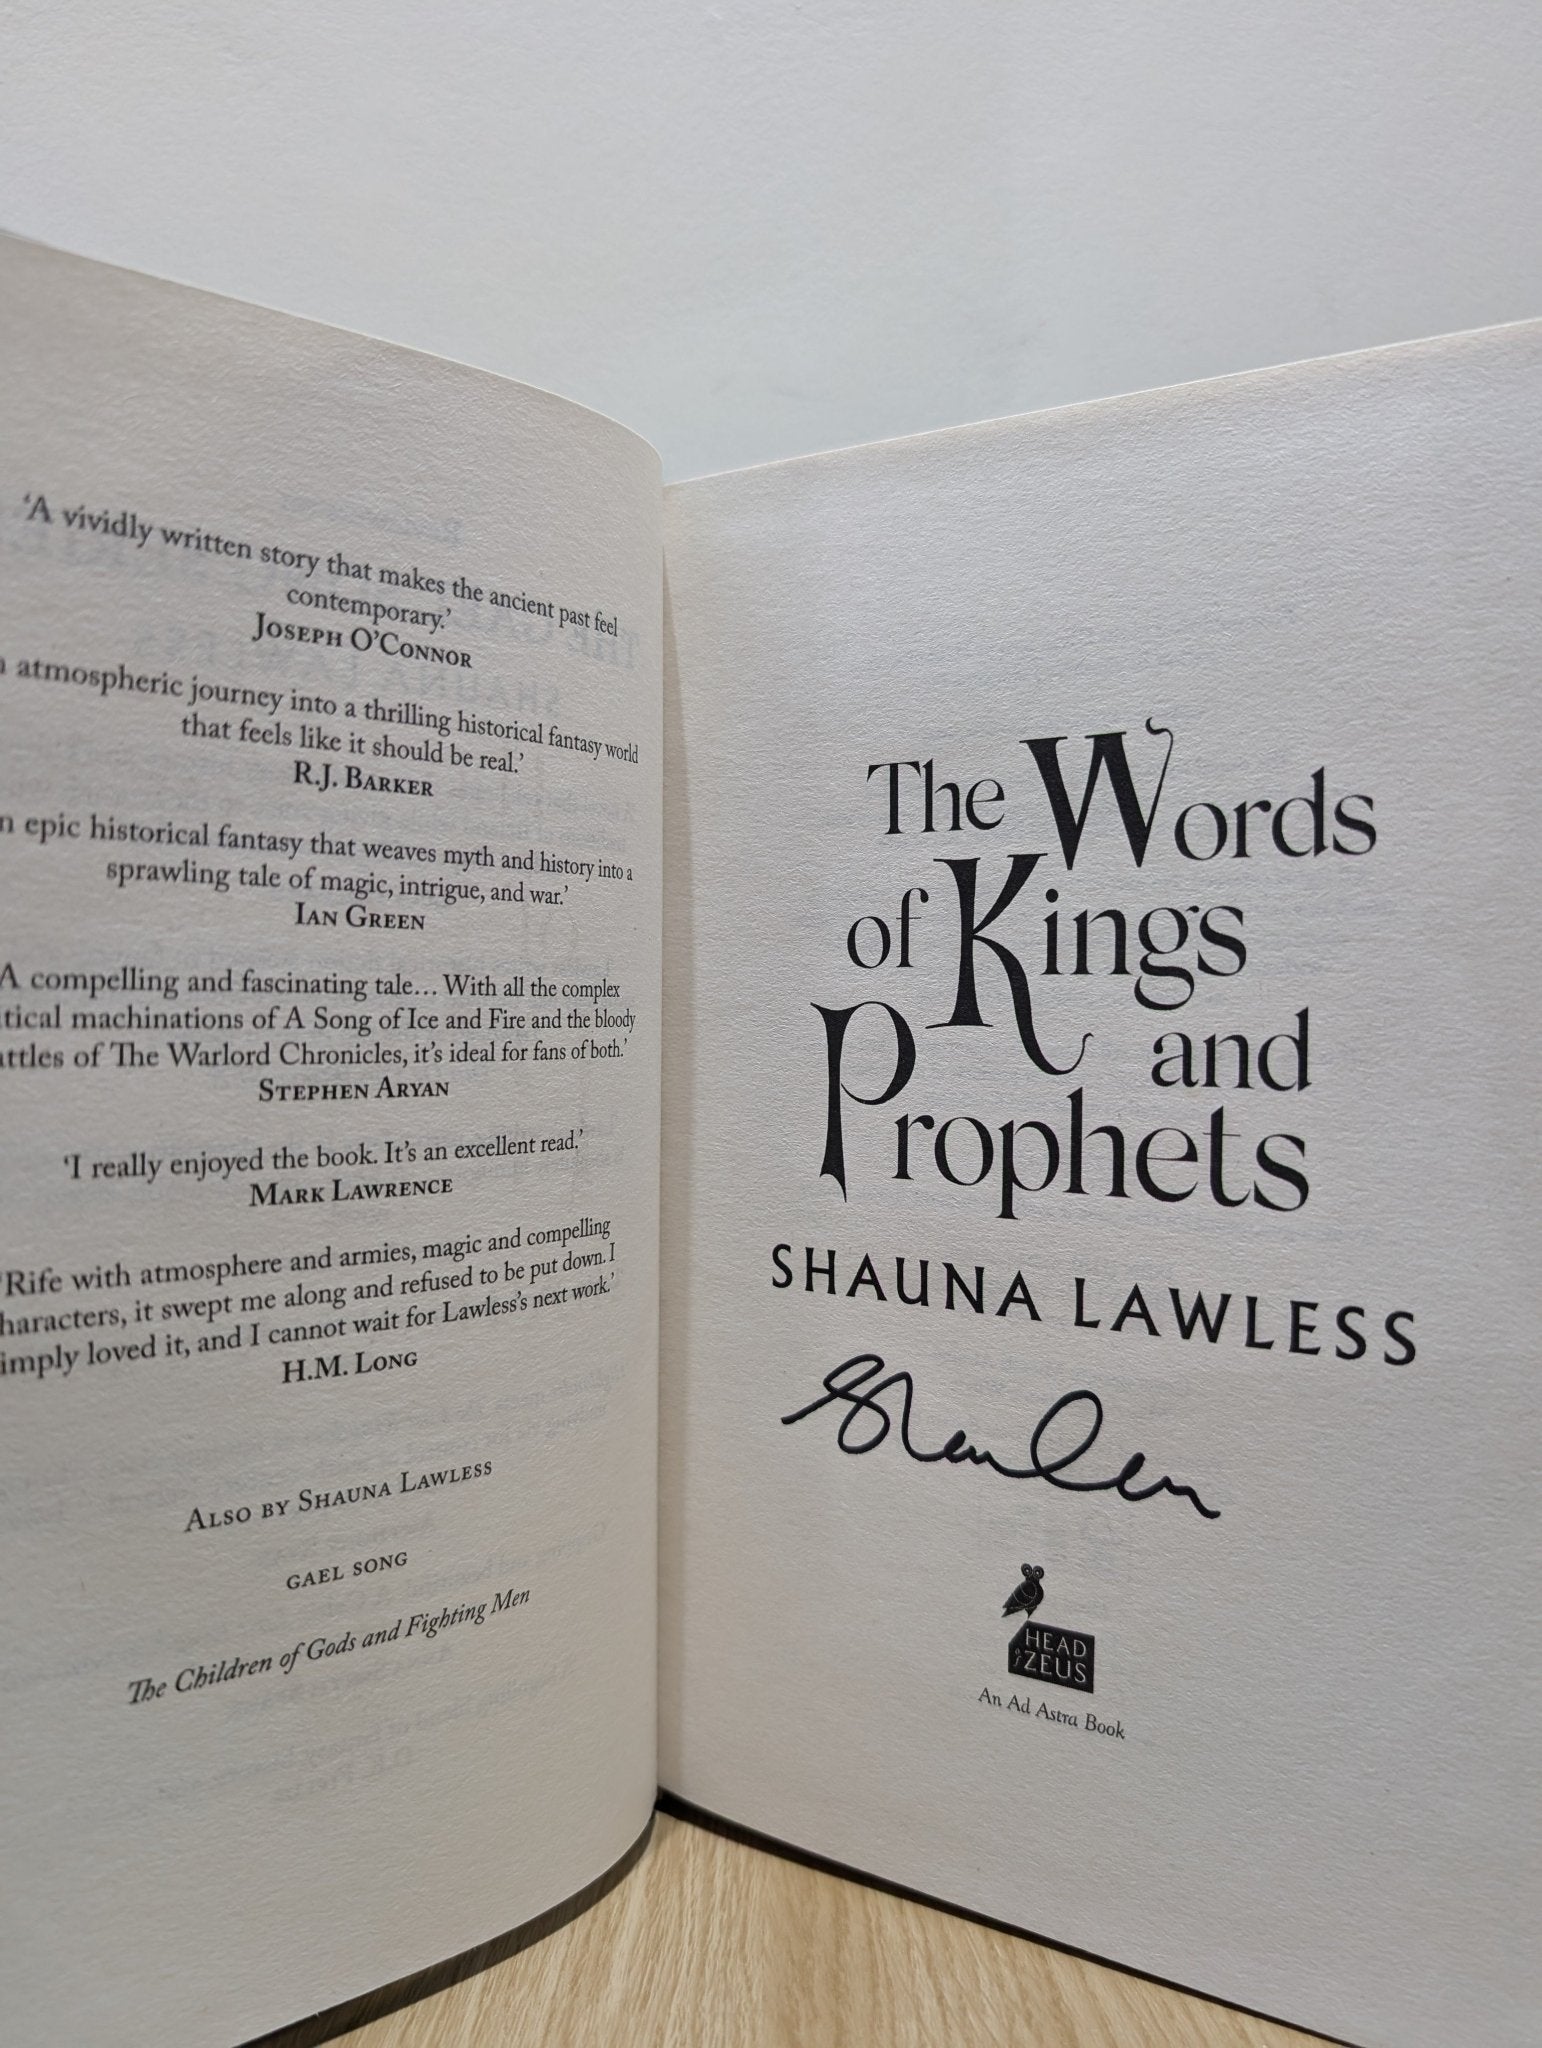 ‘A vividly written story that makes the ancient past feel
contemporary.’
Joseph O’Connor
atmospheric journey into a thrilling historical fantasy world
that feels like it should be real.’
R.J. Barker
epic historical fantasy that weaves myth and history into a
sprawling tale of magic, intrigue, and war.’
Ian Green
A compelling and fascinating tale... With all the complex
machinations of A Song of Ice and Fire and the bloody
of The Warlord Chronicles, it’s ideal for fans of both.’
Stephen Aryan
‘I really enjoyed the book. It’s an excellent read.’
Mark Lawrence
‘Rife with atmosphere and armies, magic and compelling
it swept me along and refused to be put down. I
loved it, and I cannot wait for Lawless’s next work.’
H.M. Long
Also by Shauna Lawless
GAEL SONG
The Children of Gods and Fighting Men
The Words
of Kings
and
Prophets
SHAUNA LAWLESS
HEAD
of ZEUS
An Ad Astra Book